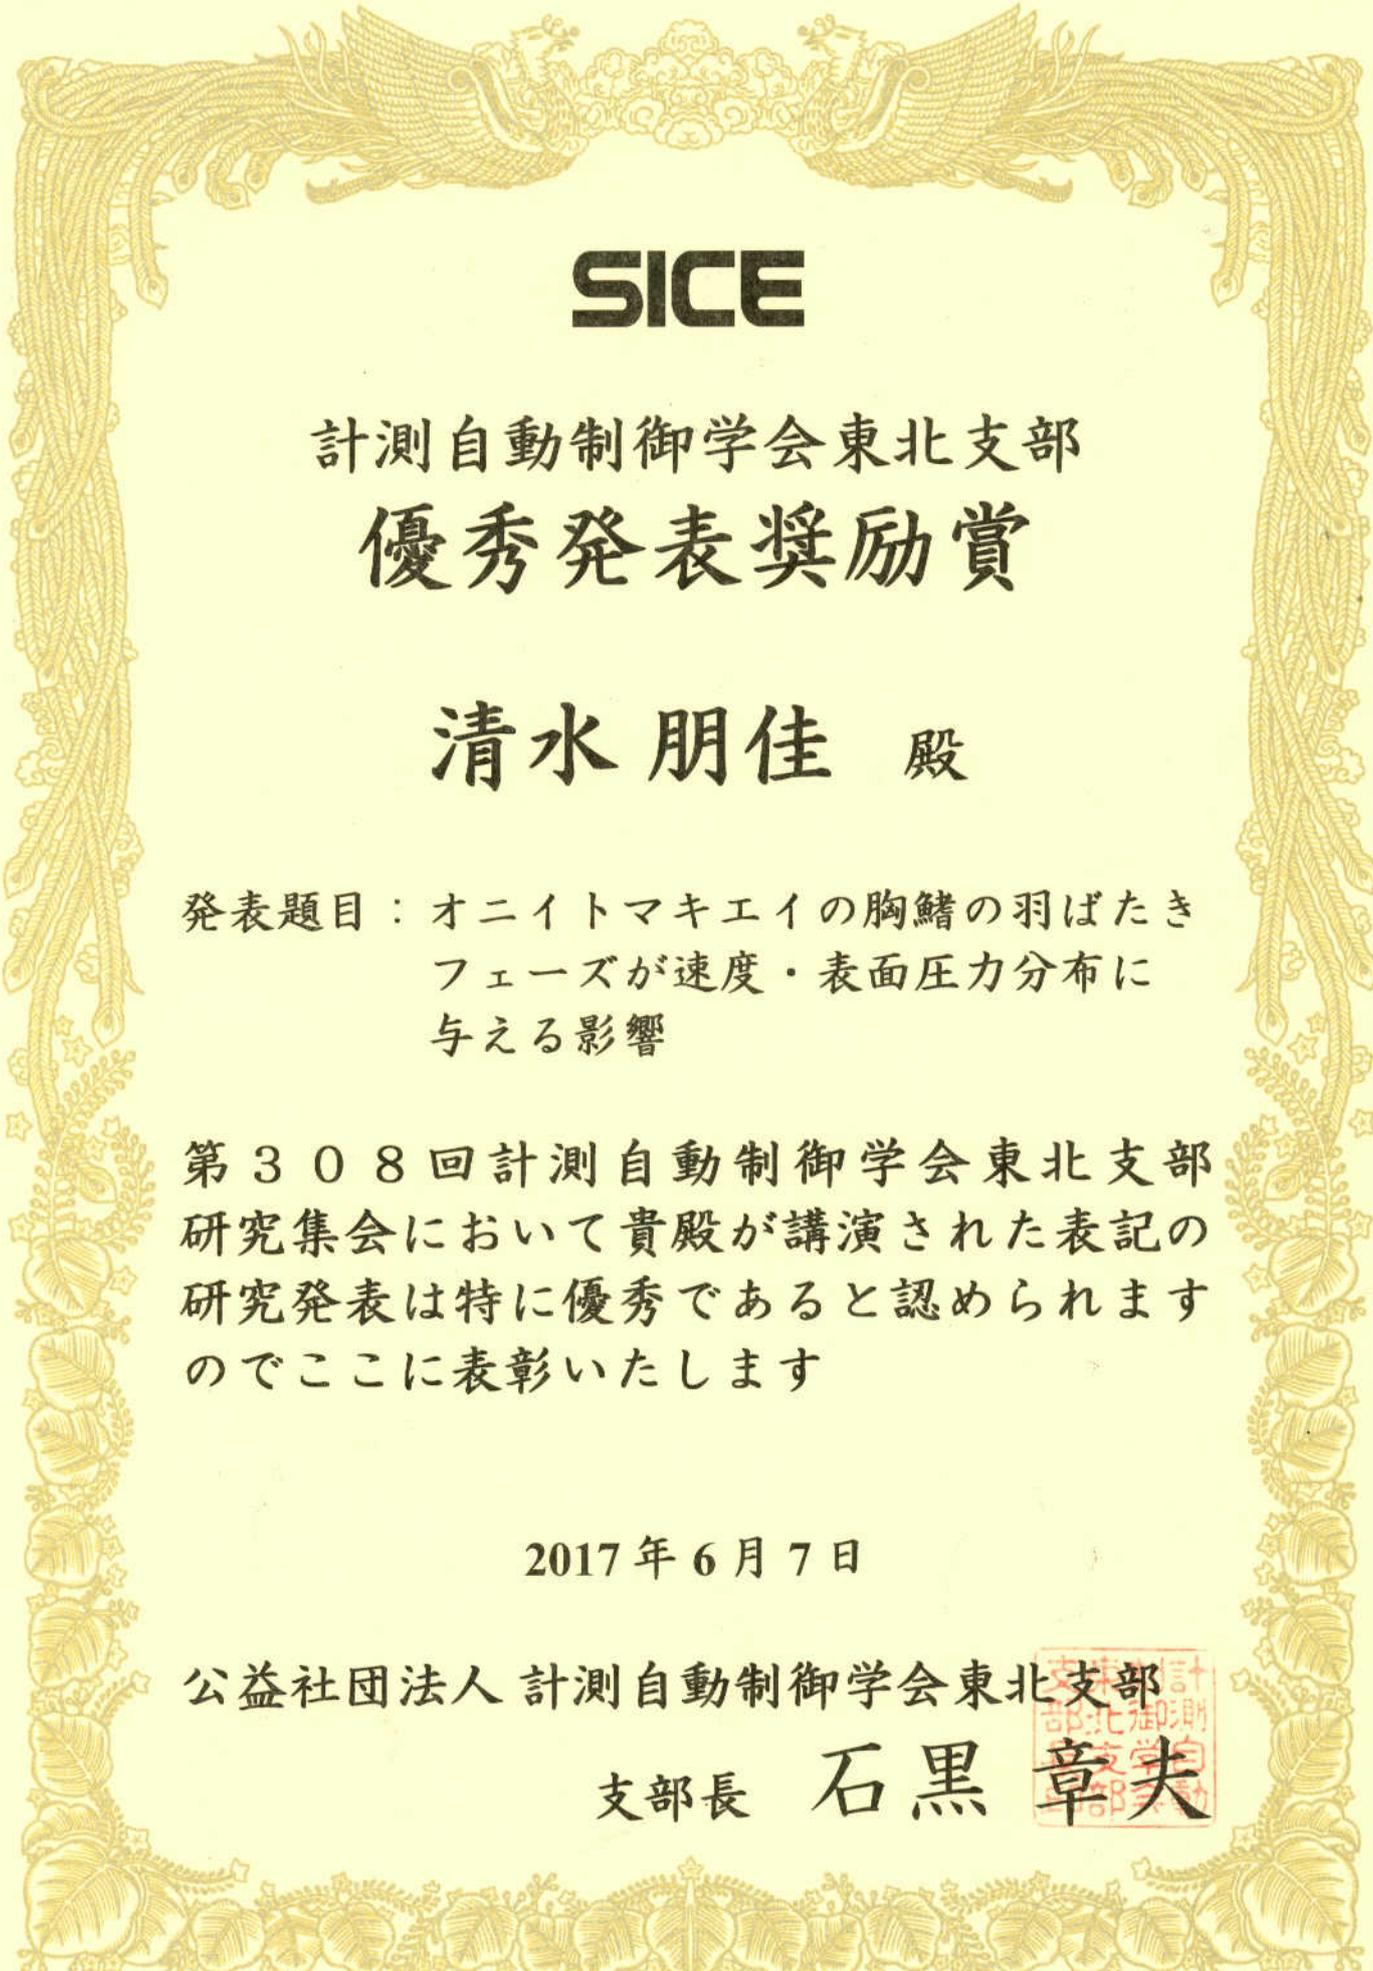 SICE
計測自動制御学会東北支部
優秀発表奨励賞
清水 朋佳 殿
発表題目：オニイトマキエイの胸鰭の羽ばたき
フェーズが速度・表面圧力分布に
与える影響
第３０８回計測自動制御学会東北支部
研究集会において貴殿が講演された表記の
研究発表は特に優秀であると認められます
のでここに表彰いたします
2017年6月7日
公益社団法人 計測自動制御学会東北支部
支部長 石黒 章夫